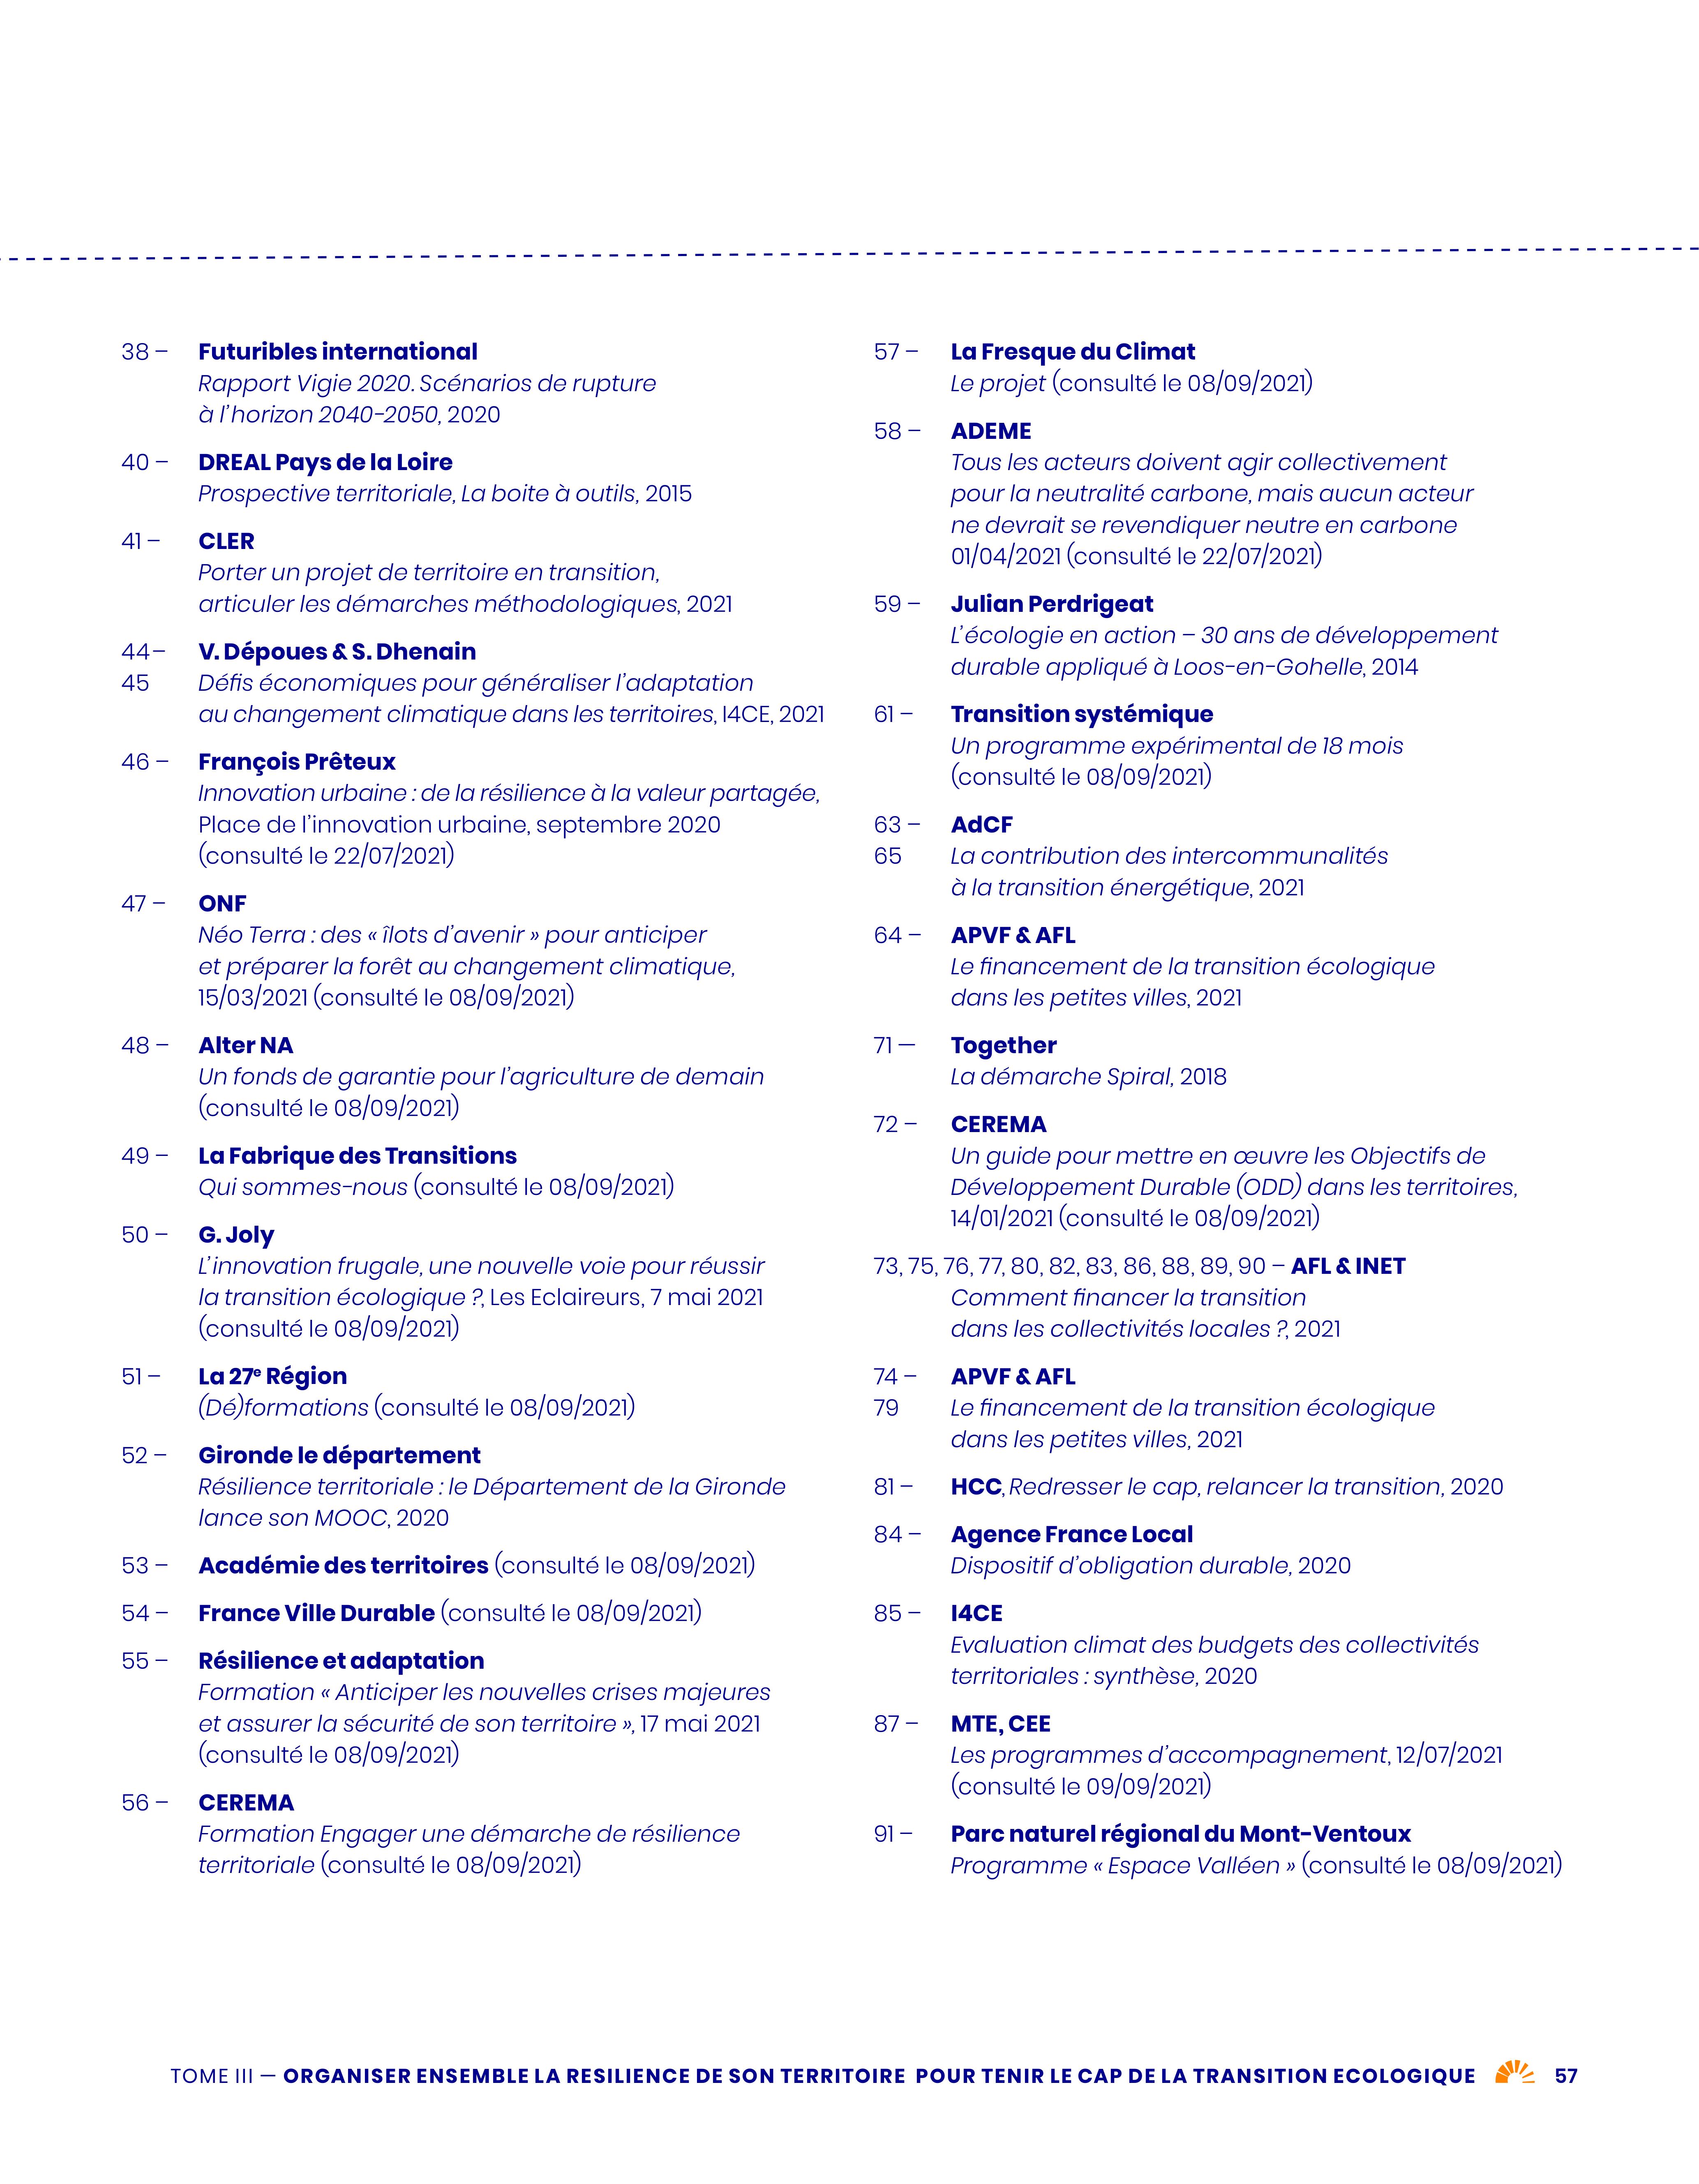 38 – Futuribles international
Rapport Vigie 2020. Scénarios de rupture
à l’horizon 2040-2050, 2020
40 – DREAL Pays de la Loire
Prospective territoriale, La boite à outils, 2015
41 – CLER
Porter un projet de territoire en transition,
articuler les démarches méthodologiques, 2021
44– V. Dépoues & S. Dhenain
45 Défis économiques pour généraliser l’adaptation
au changement climatique dans les territoires, I4CE, 2021
46 – François Prêteux
Innovation urbaine : de la résilience à la valeur partagée,
Place de l’innovation urbaine, septembre 2020
(consulté le 22/07/2021)
47 – ONF
Néo Terra : des « îlots d’avenir » pour anticiper
et préparer la forêt au changement climatique,
15/03/2021 (consulté le 08/09/2021)
48 – Alter NA
Un fonds de garantie pour l’agriculture de demain
(consulté le 08/09/2021)
49 – La Fabrique des Transitions
Qui sommes-nous (consulté le 08/09/2021)
50 – G. Joly
L’innovation frugale, une nouvelle voie pour réussir
la transition écologique ?, Les Eclaireurs, 7 mai 2021
(consulté le 08/09/2021)
51 – La 27e Région
(Dé)formations (consulté le 08/09/2021)
52 – Gironde le département
Résilience territoriale : le Département de la Gironde
lance son MOOC, 2020
53 – Académie des territoires (consulté le 08/09/2021)
54 – France Ville Durable (consulté le 08/09/2021)
55 – Résilience et adaptation
Formation « Anticiper les nouvelles crises majeures
et assurer la sécurité de son territoire », 17 mai 2021
(consulté le 08/09/2021)
56 – CEREMA
Formation Engager une démarche de résilience
territoriale (consulté le 08/09/2021)
57 – La Fresque du Climat
Le projet (consulté le 08/09/2021)
58 – ADEME
Tous les acteurs doivent agir collectivement
pour la neutralité carbone, mais aucun acteur
ne devrait se revendiquer neutre en carbone
01/04/2021 (consulté le 22/07/2021)
59 – Julian Perdrigeat
L’écologie en action – 30 ans de développement
durable appliqué à Loos-en-Gohelle, 2014
61 – Transition systémique
Un programme expérimental de 18 mois
(consulté le 08/09/2021)
63 – AdCF
65 La contribution des intercommunalités
à la transition énergétique, 2021
64 – APVF & AFL
Le financement de la transition écologique
dans les petites villes, 2021
71 — Together
La démarche Spiral, 2018
72 – CEREMA
Un guide pour mettre en œuvre les Objectifs de
Développement Durable (ODD) dans les territoires,
14/01/2021 (consulté le 08/09/2021)
73, 75, 76, 77, 80, 82, 83, 86, 88, 89, 90 – AFL & INET
Comment financer la transition
dans les collectivités locales ?, 2021
74 – APVF & AFL
79 Le financement de la transition écologique
dans les petites villes, 2021
81 – HCC, Redresser le cap, relancer la transition, 2020
84 – Agence France Local
Dispositif d’obligation durable, 2020
85 – I4CE
Evaluation climat des budgets des collectivités
territoriales : synthèse, 2020
87 – MTE, CEE
Les programmes d’accompagnement, 12/07/2021
(consulté le 09/09/2021)
91 – Parc naturel régional du Mont-Ventoux
Programme « Espace Valléen » (consulté le 08/09/2021)
TOME III — ORGANISER ENSEMBLE LA RESILIENCE DE SON TERRITOIRE POUR TENIR LE CAP DE LA TRANSITION ECOLOGIQUE 57